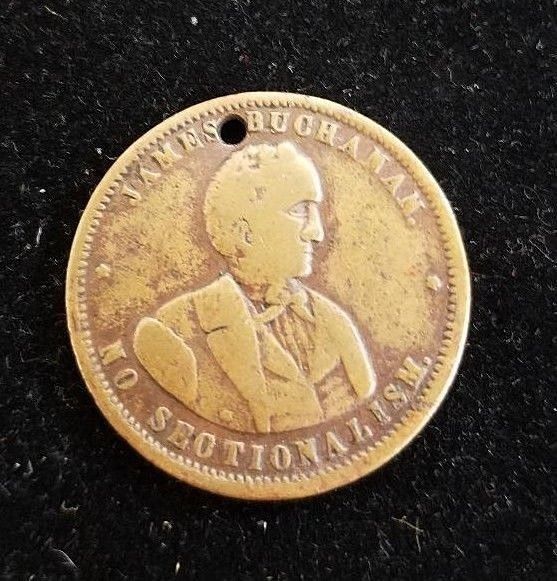 JAMES BUCHANAN.
NO SECTIONALISM.